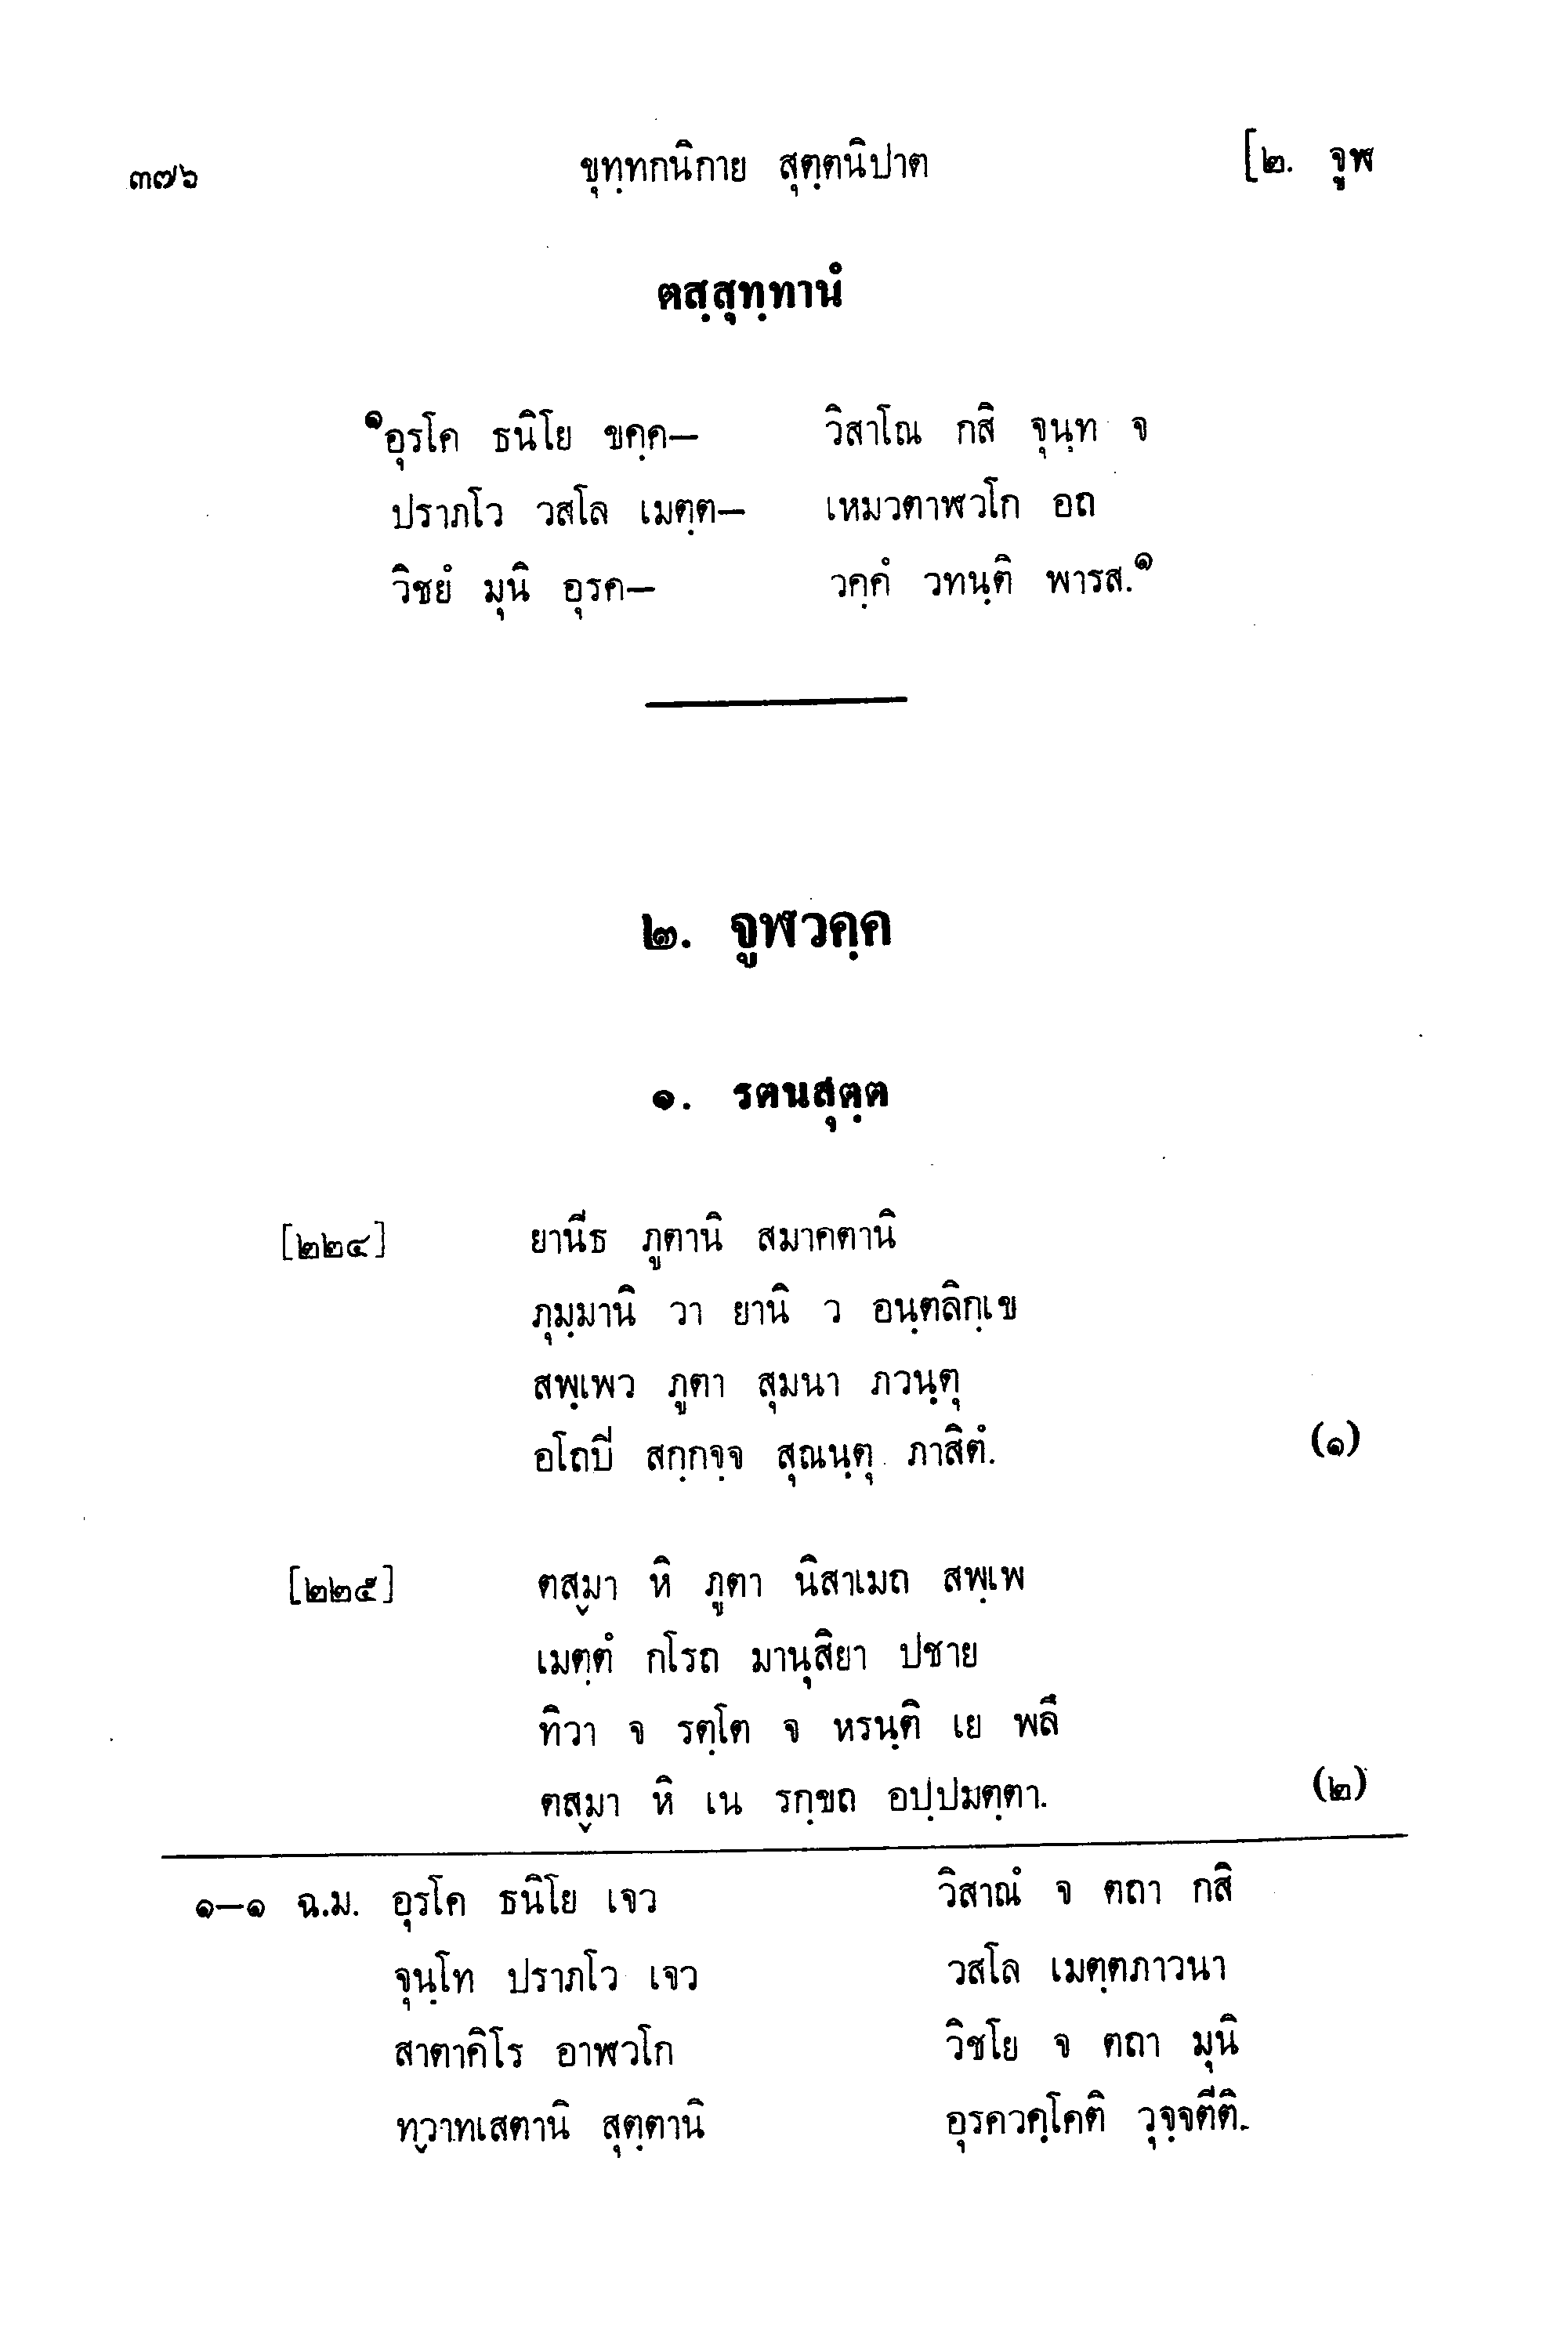 ๓๗๖ ขุทฺทกนิกาย สุตฺตนิปาต [๒. จูฬ
ตสฺสุทฺทานํ
๑อุรโค ธนิโย ขคฺค– วิสาโณ กสิ จุนฺท จ
ปราภโว วสโล เมตฺต– เหมวตาฬวโก อถ
วิชยํ มุนิ อุรค– วคฺคํ วทนฺติ พารส.๑
๒. จูฬวคฺค
๑. รตนสุตฺต
[๒๒๔] ยานีธ ภูตานิ สมาคตานิ
ภุมฺมานิ วา ยานิ ว อนฺตลิกฺเข
สพฺเพว ภูตา สุมนา ภวนฺตุ
อโถปิ สกฺกจฺจ สุณนฺตุ ภาสิตํ. (๑)
[๒๒๕] ตสฺมา หิ ภูตา นิสาเมถ สพฺเพ
เมตฺตํ กโรถ มานุสิยา ปชาย
ทิวา จ รตฺโต จ หรนฺติ เย พลึ
ตสฺมา หิ เน รกฺขถ อปฺปมตฺตา. (๒)
๑–๑ ฉ.ม. อุรโค ธนิโย เจว วิสาณํ จ ตถา กสิ
จุนฺโท ปราภโว เจว วสโล เมตฺตภาวนา
สาตาคิโร อาฬวโก วิชโย จ ตถา มุนิ
ทฺวาทเสตานิ สุตฺตานิ อุรควคฺโคติ วุจฺจตีติ.